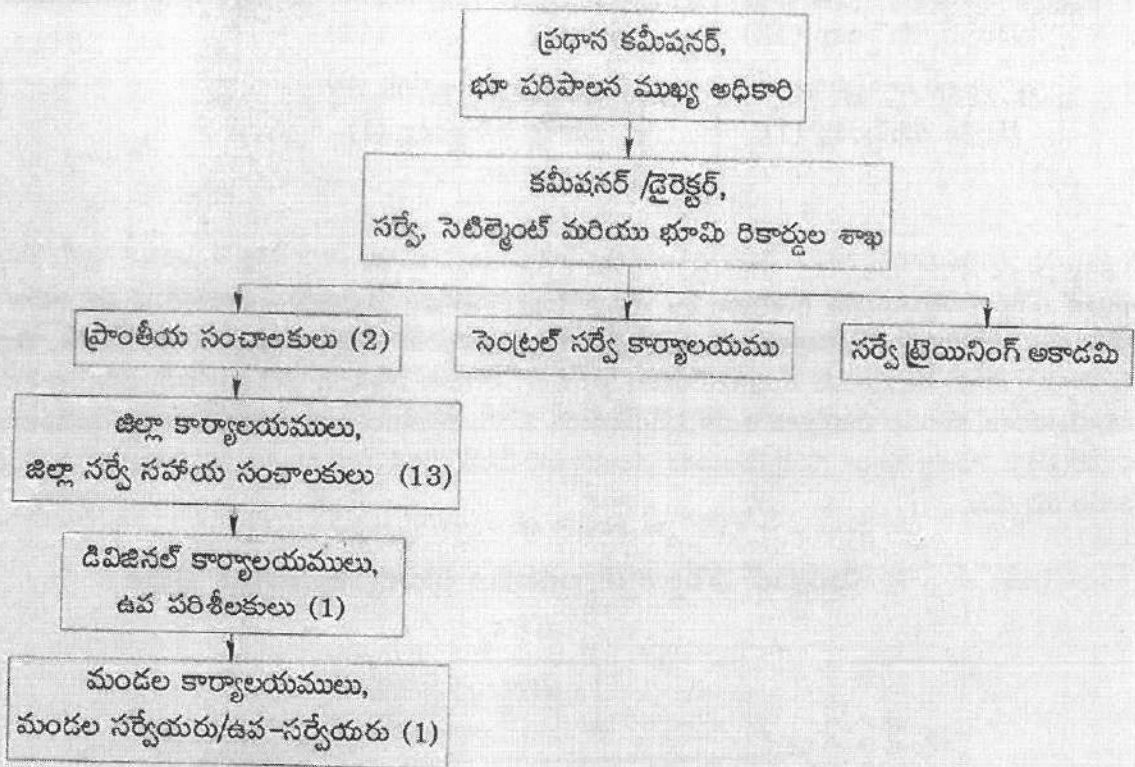 ప్రధాన కమీషనర్,
భూ పరిపాలన ముఖ్య అధికారి
కమీషనర్ /డైరెక్టర్,
సర్వే, సెటిల్మెంట్ మరియు భూమి రికార్డుల శాఖ
ప్రాంతీయ సంచాలకులు (2)
సెంట్రల్ సర్వే కార్యాలయము
సర్వే ట్రైయినింగ్ అకాడమి
జిల్లా కార్యాలయములు,
జిల్లా సర్వే సహాయ సంచాలకులు (13)
డివిజినల్ కార్యాలయములు,
ఉప పరిశీలకులు (1)
మండల కార్యాలయములు,
మండల సర్వేయరు/ఉప-సర్వేయరు (1)